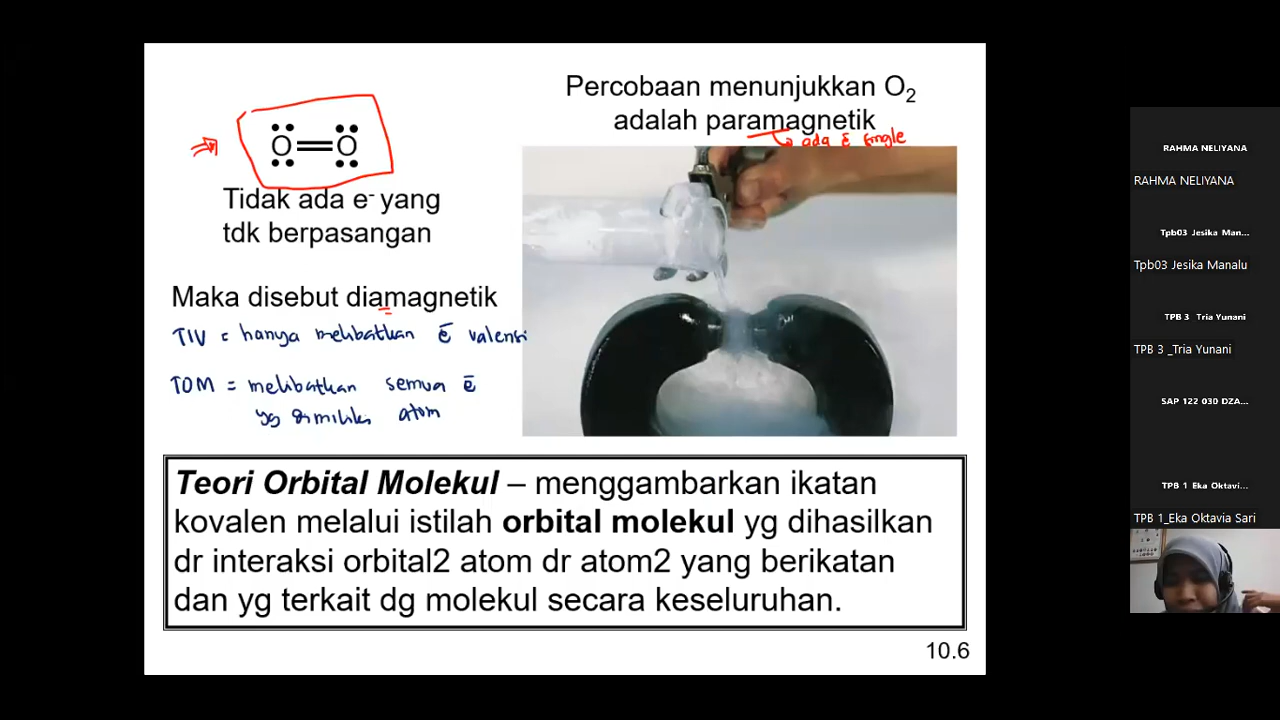 Percobaan menunjukkan O₂
adalah paramagnetik
ada ē single
O=O
Tidak ada e⁻ yang
tdk berpasangan
Maka disebut diamagnetik
TIV = hanya melibatkan ē valensi
TOM = melibatkan semua ē
yg dimiliki atom
Teori Orbital Molekul – menggambarkan ikatan
kovalen melalui istilah orbital molekul yg dihasilkan
dr interaksi orbital2 atom dr atom2 yang berikatan
dan yg terkait dg molekul secara keseluruhan.
10.6
RAHMA NELIYANA
RAHMA NELIYANA
Tpb03 Jesika Man...
Tpb03 Jesika Manalu
TPB 3 Tria Yunani
TPB 3 _Tria Yunani
SAP 122 030 DZA...
TPB 1 Eka Oktavi...
TPB 1_Eka Oktavia Sari